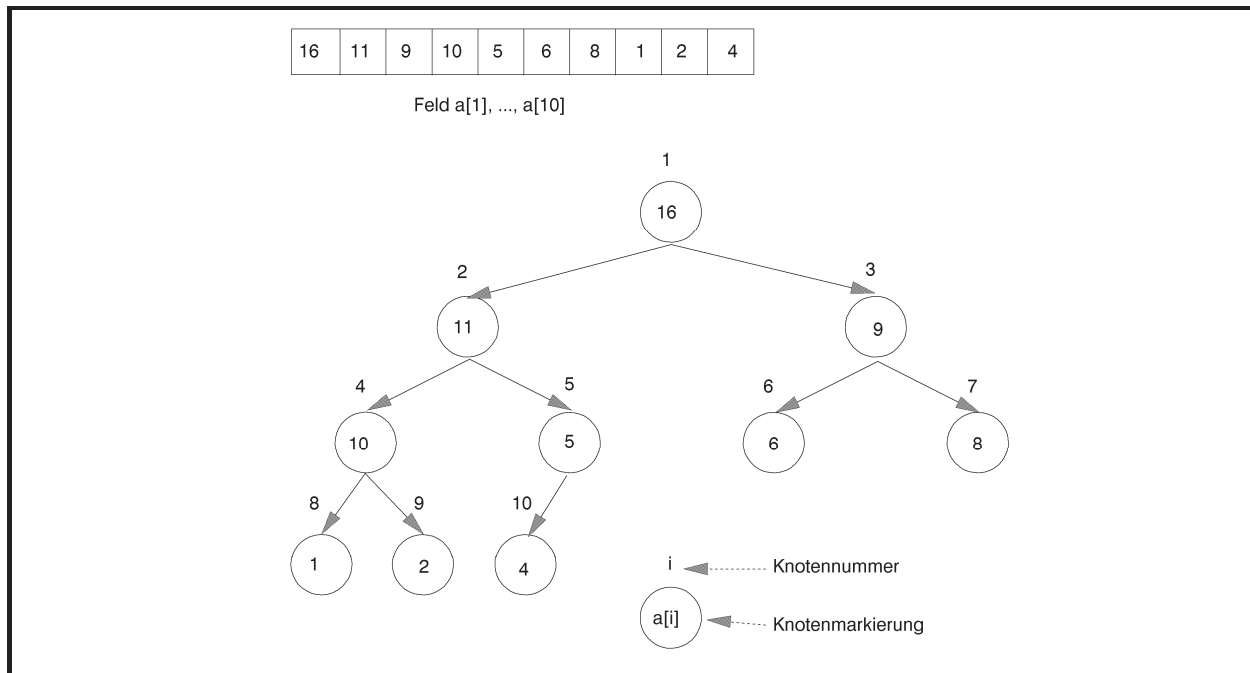 16 11 9 10 5 6 8 1 2 4
Feld a[1], ..., a[10]
1
16
2 3
11 9
4 5 6 7
10 5 6 8
8 9 10
1 2 4
i Knotennummer
a[i] Knotenmarkierung